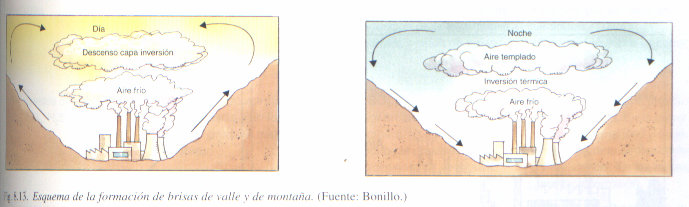 Día
Descenso capa inversión
Aire frío
Noche
Aire templado
Inversión térmica
Aire frío
Esquema de la formación de brisas de valle y de montaña. (Fuente: Bonillo.)